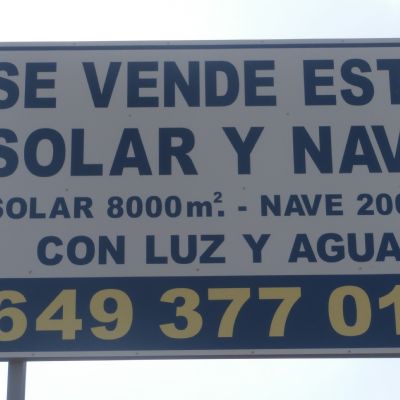 SE VENDE EST
SOLAR Y NAV
SOLAR 8000m². - NAVE 200
CON LUZ Y AGUA
649 377 01